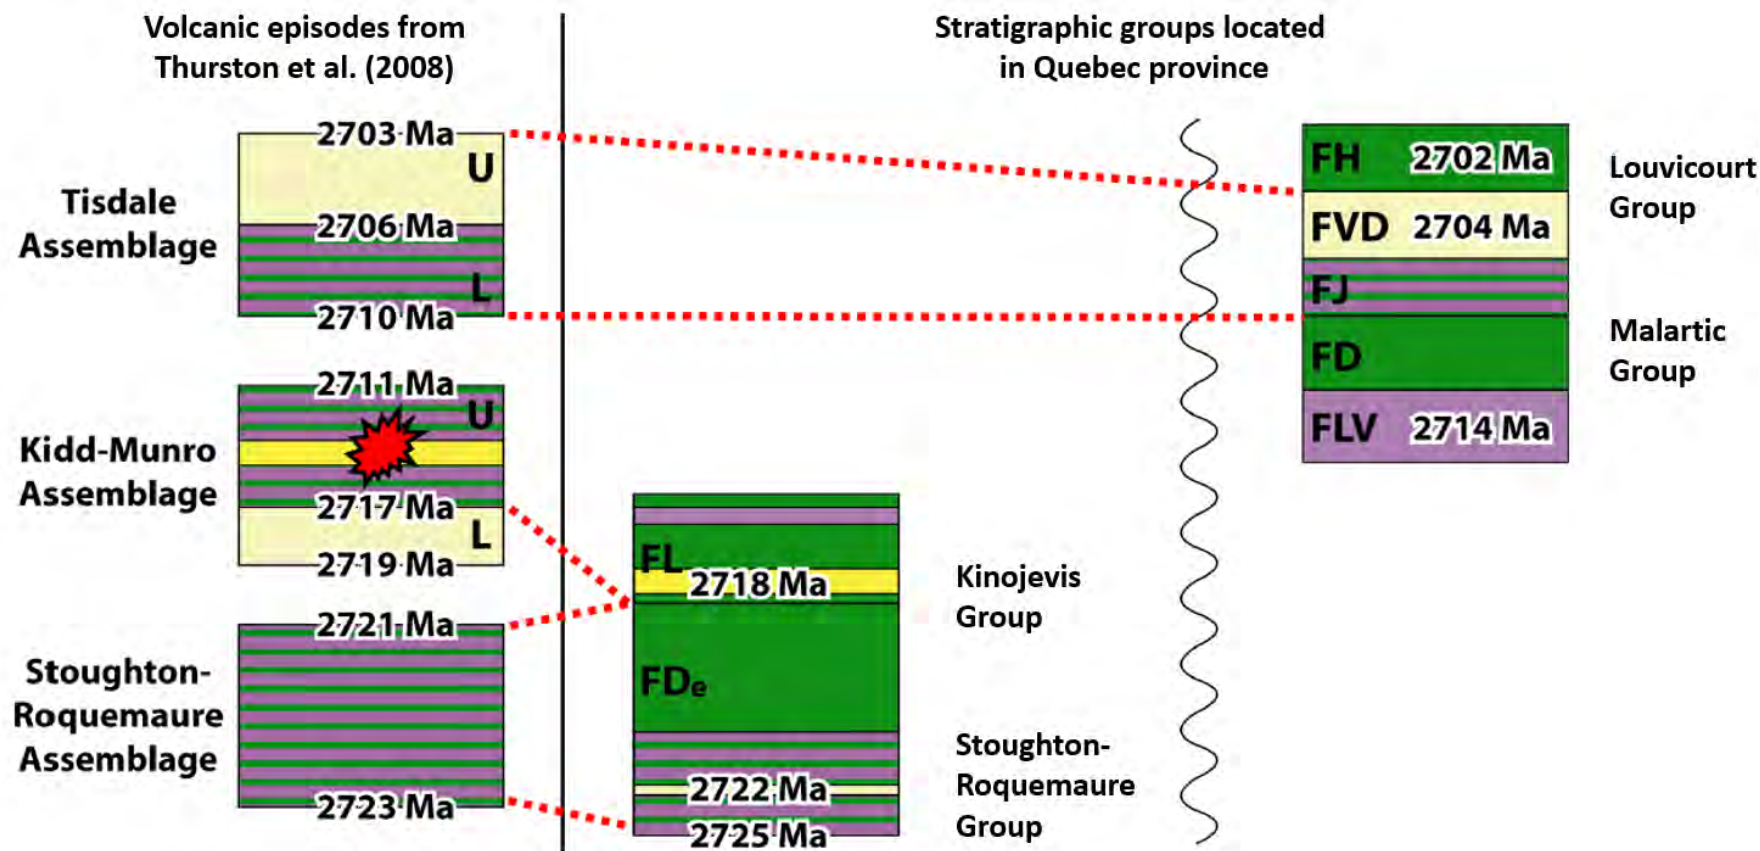 Volcanic episodes from
Thurston et al. (2008)
Stratigraphic groups located
in Quebec province
Tisdale
Assemblage
2703 Ma
U
2706 Ma
L
2710 Ma
Kidd-Munro
Assemblage
2711 Ma
U
2717 Ma
L
2719 Ma
Stoughton-
Roquemaure
Assemblage
2721 Ma
2723 Ma
FL
2718 Ma
FDe
2722 Ma
2725 Ma
Kinojevis
Group
Stoughton-
Roquemaure
Group
FH 2702 Ma
FVD 2704 Ma
FJ
FD
FLV 2714 Ma
Louvicourt
Group
Malartic
Group